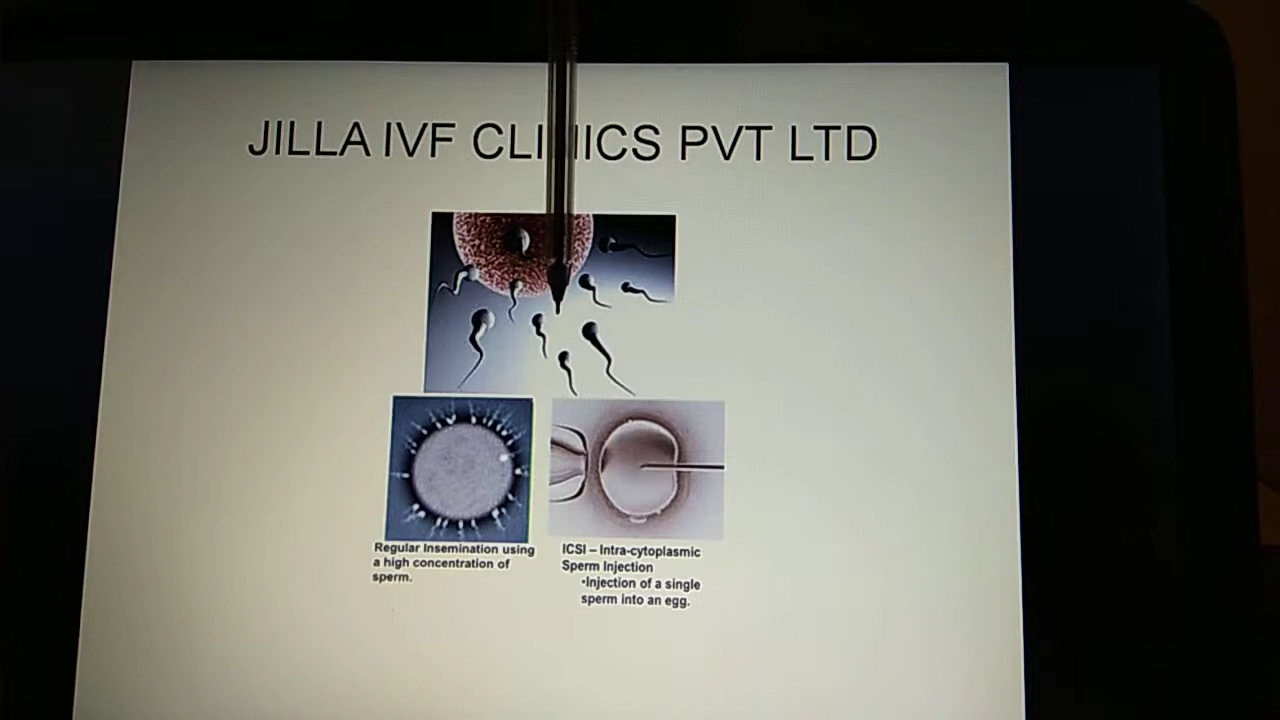 JILLA IVF CLINICS PVT LTD
Regular Insemination using
a high concentration of
sperm.
ICSI – Intra-cytoplasmic
Sperm Injection
•Injection of a single
sperm into an egg.